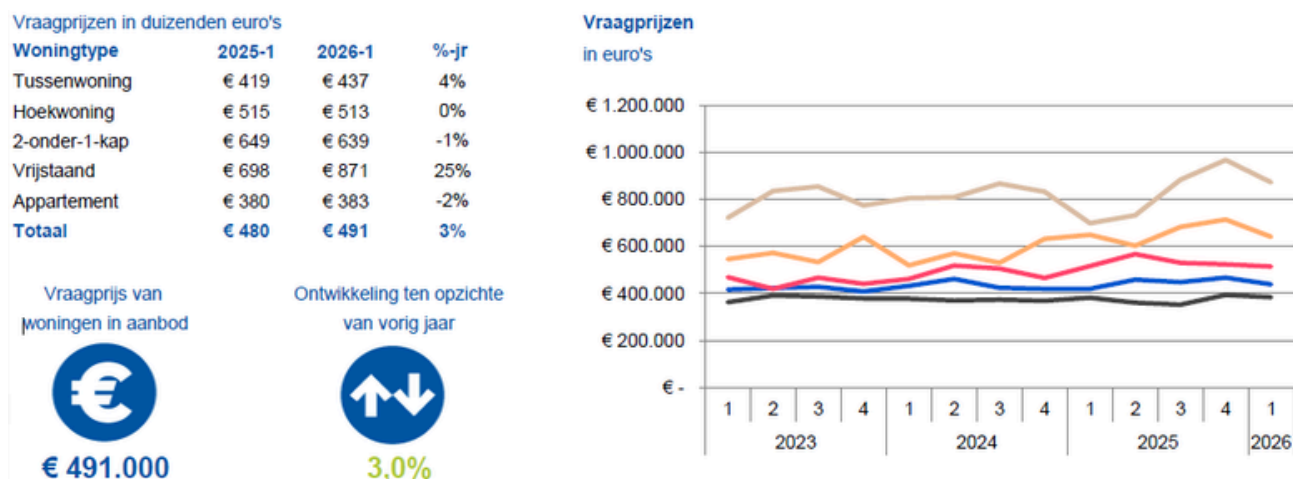 Vraagprijzen in duizenden euro's
Woningtype 2025-1 2026-1 %-jr
Tussenwoning € 419 € 437 4%
Hoekwoning € 515 € 513 0%
2-onder-1-kap € 649 € 639 -1%
Vrijstaand € 698 € 871 25%
Appartement € 380 € 383 -2%
Totaal € 480 € 491 3%
Vraagprijs van
woningen in aanbod
€
€ 491.000
Ontwikkeling ten opzichte
van vorig jaar
3,0%
Vraagprijzen
in euro's
€ 1.200.000
€ 1.000.000
€ 800.000
€ 600.000
€ 400.000
€ 200.000
€ -
1 2 3 4 1 2 3 4 1 2 3 4 1
2023 2024 2025 2026